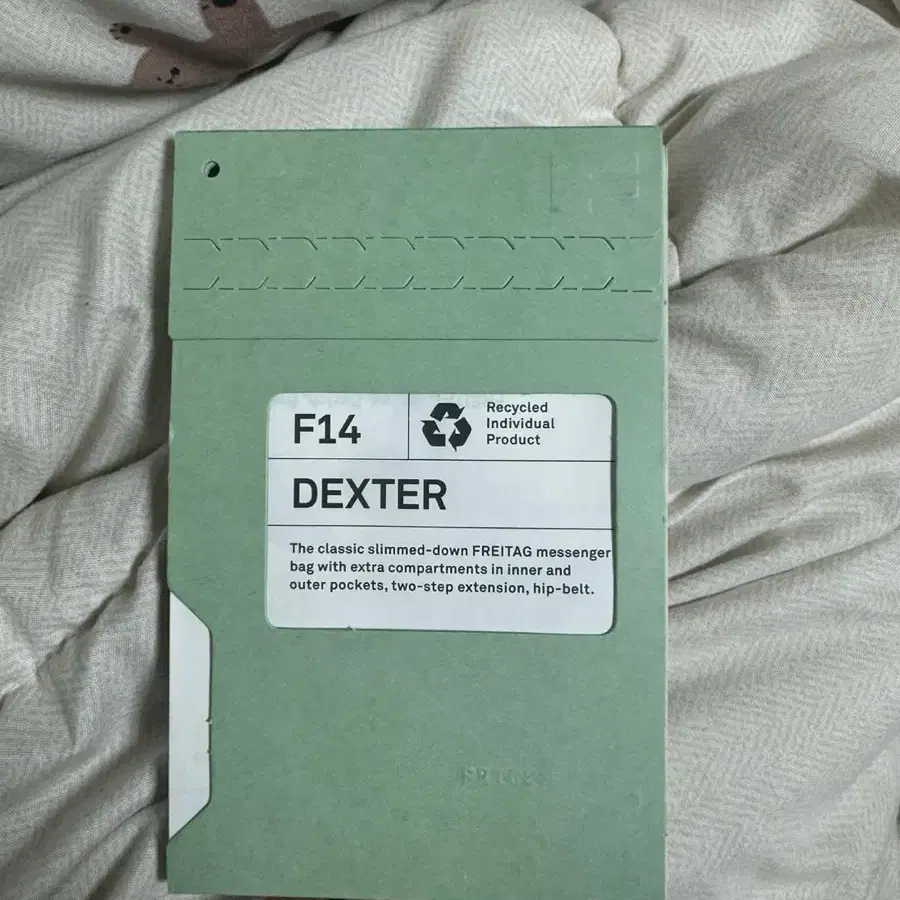 F14
Recycled
Individual
Product
DEXTER
The classic slimmed-down FREITAG messenger
bag with extra compartments in inner and
outer pockets, two-step extension, hip-belt.